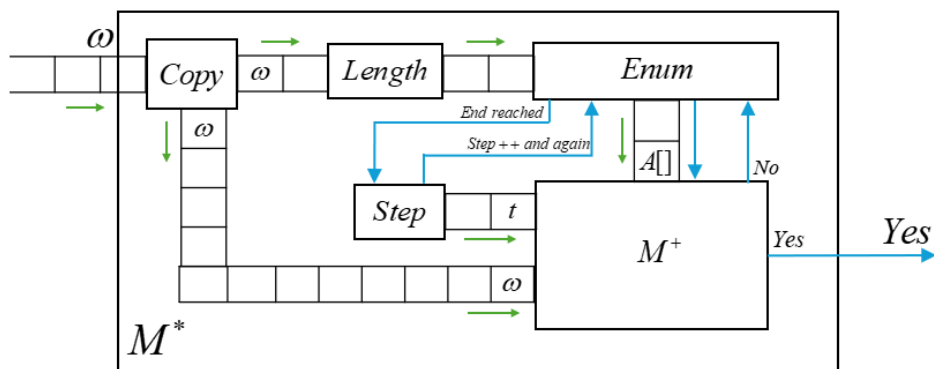 ω
Copy
ω
Length
Enum
ω
End reached
Step ++ and again
A[]
No
Step
t
M⁺
Yes
Yes
ω
M*